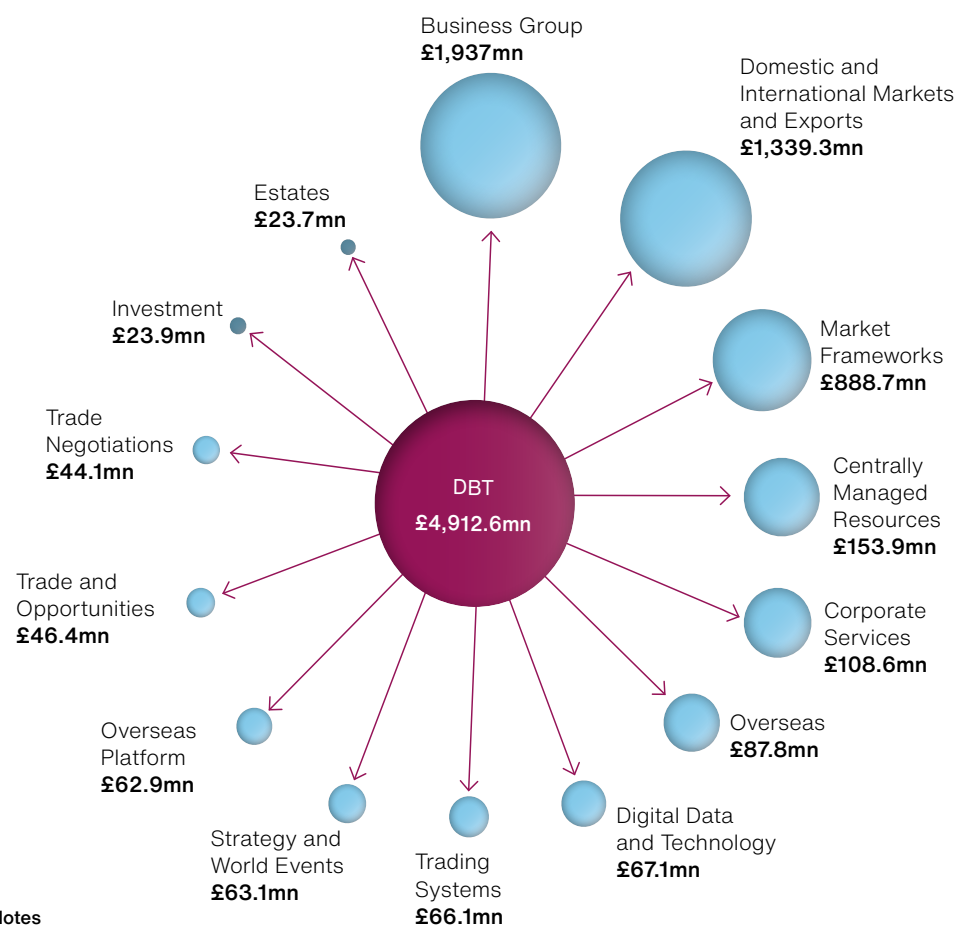 Business Group
£1,937mn
Domestic and
International Markets
and Exports
£1,339.3mn
Market
Frameworks
£888.7mn
Centrally
Managed
Resources
£153.9mn
Corporate
Services
£108.6mn
Overseas
£87.8mn
Digital Data
and Technology
£67.1mn
Trading
Systems
£66.1mn
Strategy and
World Events
£63.1mn
Overseas
Platform
£62.9mn
Trade and
Opportunities
£46.4mn
Trade
Negotiations
£44.1mn
Investment
£23.9mn
Estates
£23.7mn
DBT
£4,912.6mn